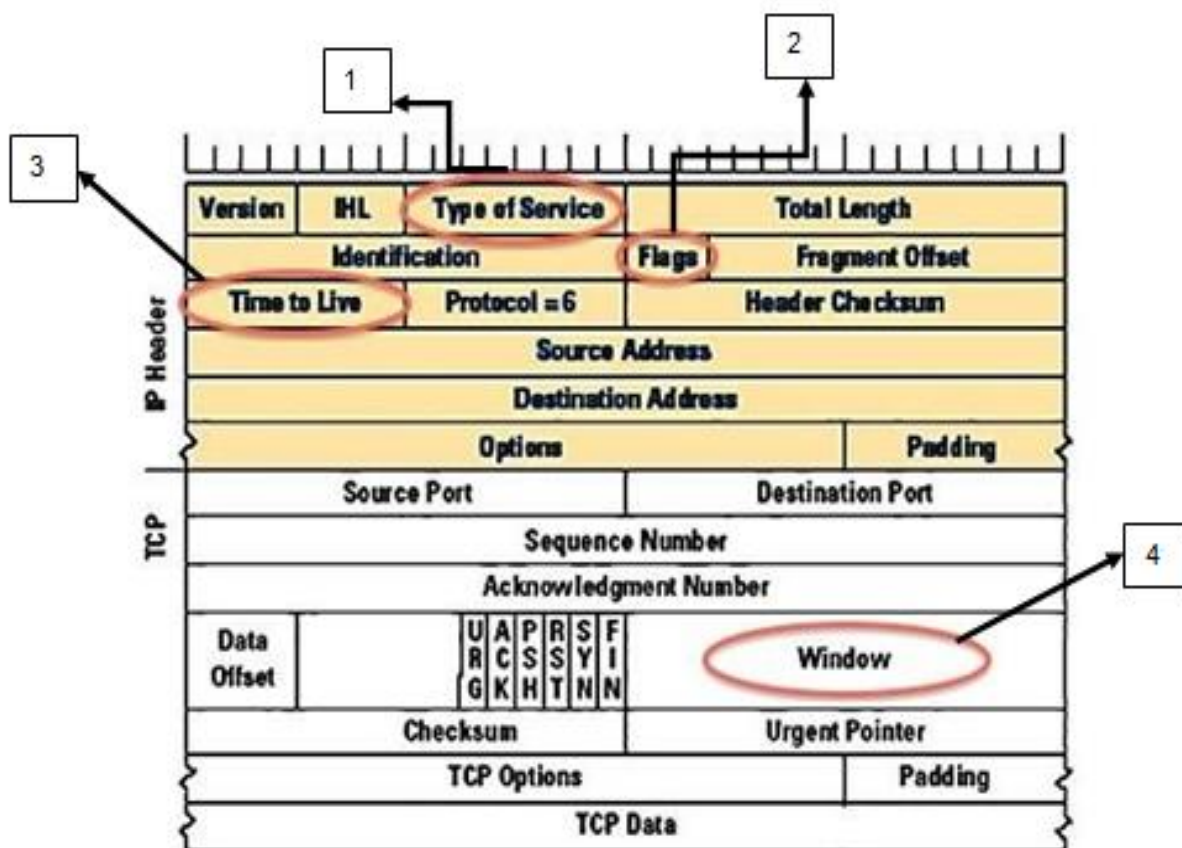 2
1
3
Version IHL Type of Service Total Length
Identification Flags Fragment Offset
Time to Live Protocol = 6 Header Checksum
Source Address
Destination Address
Options Padding
IP Header
Source Port Destination Port
Sequence Number
Acknowledgment Number
4
Data Offset URG ACK PSH RST SYN FIN Window
Checksum Urgent Pointer
TCP Options Padding
TCP Data
TCP